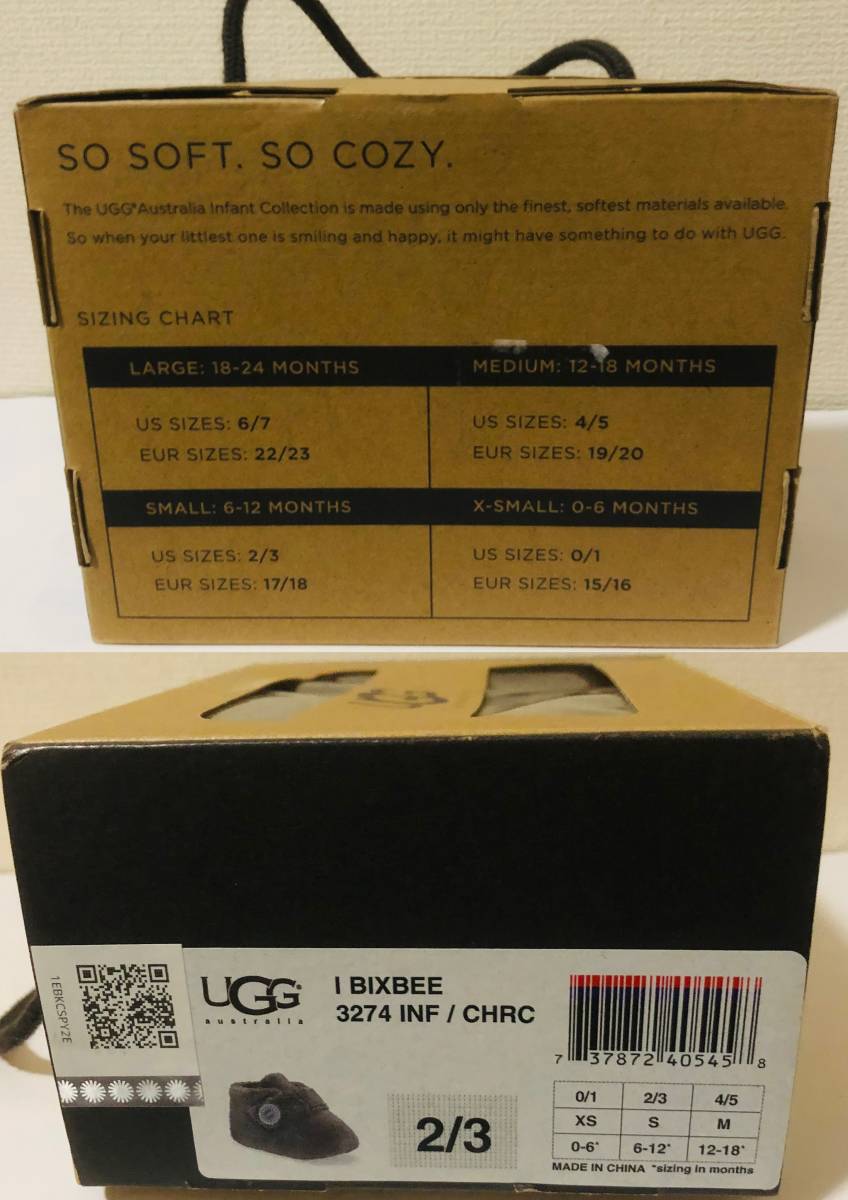 SO SOFT. SO COZY.
The UGG®Australia Infant Collection is made using only the finest, softest materials available.
So when your littlest one is smiling and happy, it might have something to do with UGG.
SIZING CHART
LARGE: 18-24 MONTHS
US SIZES: 6/7
EUR SIZES: 22/23
MEDIUM: 12-18 MONTHS
US SIZES: 4/5
EUR SIZES: 19/20
SMALL: 6-12 MONTHS
US SIZES: 2/3
EUR SIZES: 17/18
X-SMALL: 0-6 MONTHS
US SIZES: 0/1
EUR SIZES: 15/16
1EBKCSPY2E
UGG
australia
I BIXBEE
3274 INF / CHRC
2/3
7 37872 40545 8
0/1 2/3 4/5
XS S M
0-6* 6-12* 12-18*
MADE IN CHINA *sizing in months